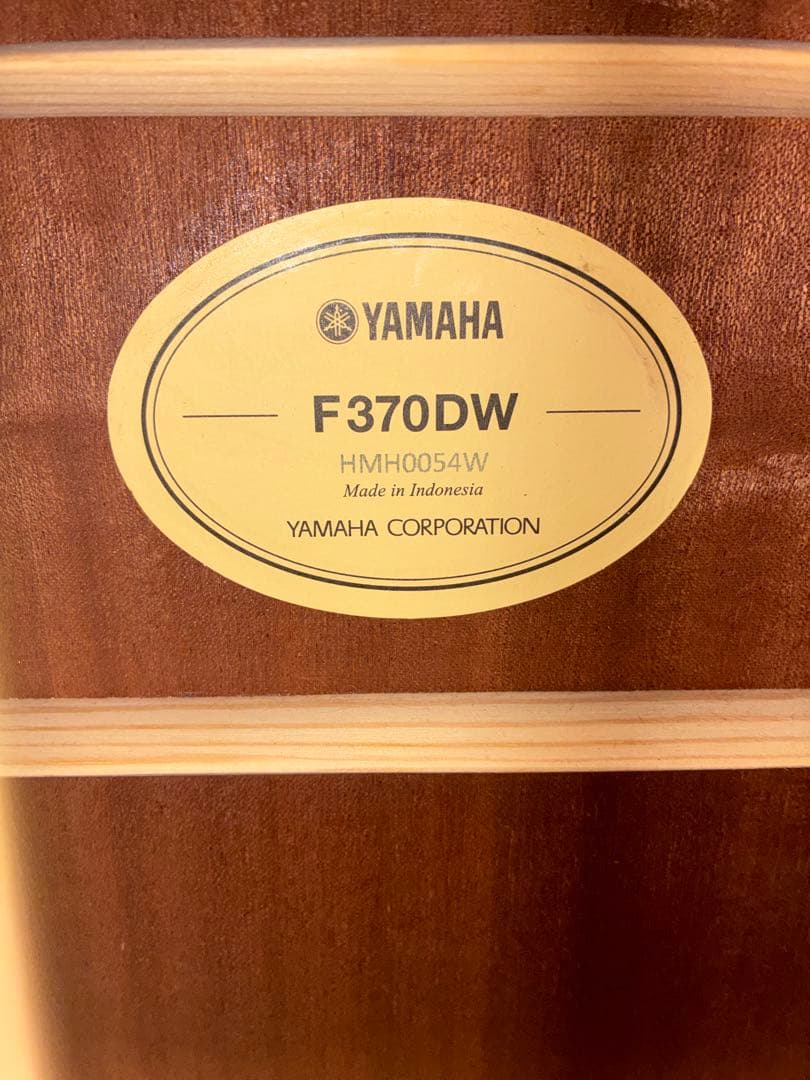 YAMAHA
F370DW
HMH0054W
Made in Indonesia
YAMAHA CORPORATION